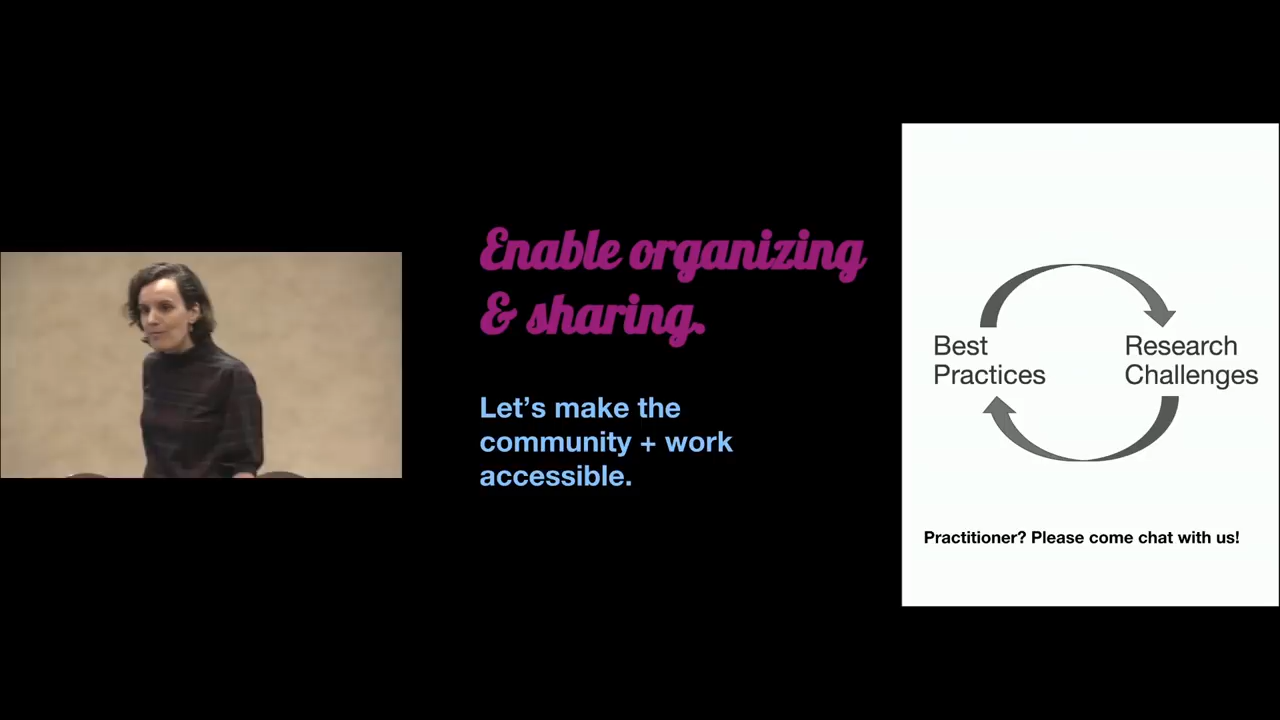 Enable organizing
& sharing.
Let’s make the
community + work
accessible.
Best
Practices
Research
Challenges
Practitioner? Please come chat with us!